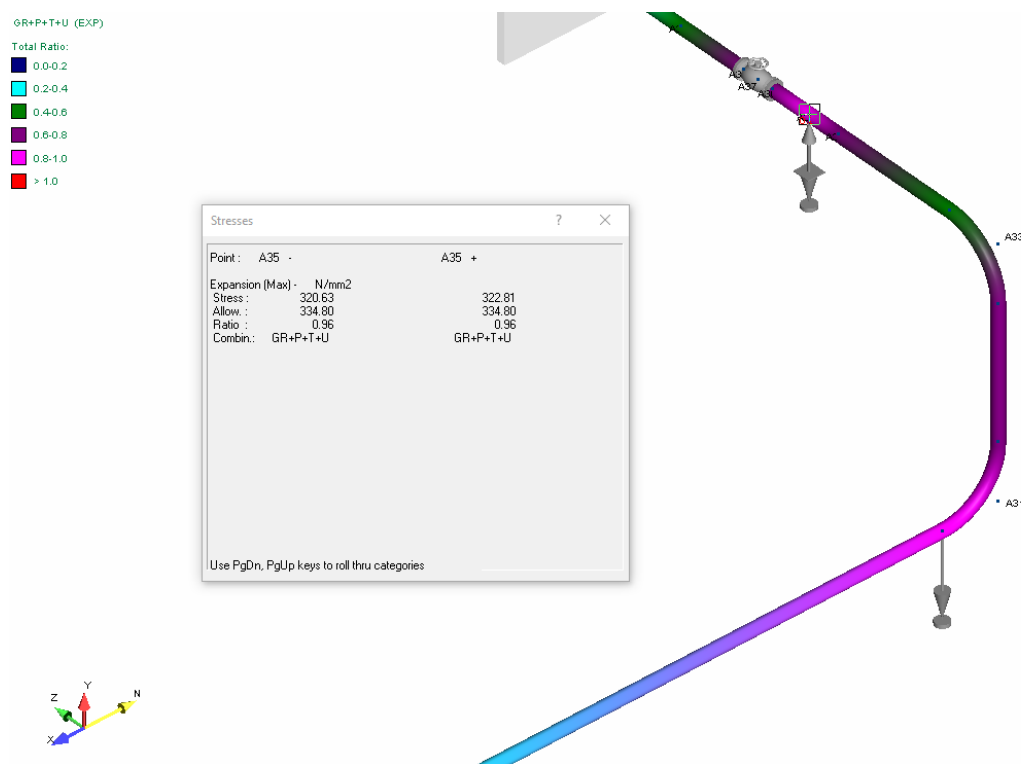 GR+P+T+U (EXP)
Total Ratio:
0.0-0.2
0.2-0.4
0.4-0.6
0.6-0.8
0.8-1.0
> 1.0
A37
A33
Stresses ? ×
Point : A35 - A35 +
Expansion (Max) - N/mm2
Stress : 320.63 322.81
Allow. : 334.80 334.80
Ratio : 0.96 0.96
Combin.: GR+P+T+U GR+P+T+U
Use PgDn, PgUp keys to roll thru categories
Y
Z
N
X